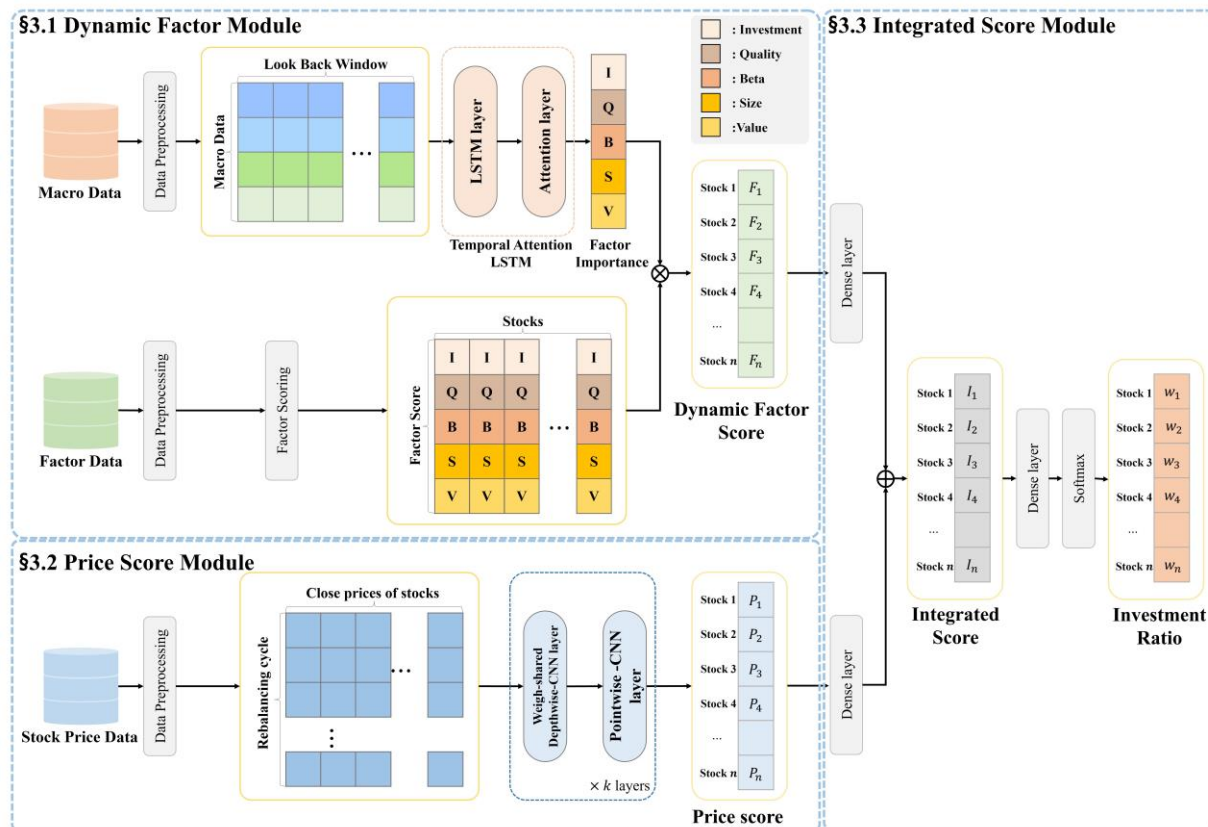 §3.1 Dynamic Factor Module
Macro Data
Data Preprocessing
Look Back Window
Macro Data
...
LSTM layer
Attention layer
Temporal Attention
LSTM
I
Q
B
S
V
Factor
Importance
: Investment
: Quality
: Beta
: Size
:Value
Factor Data
Data Preprocessing
Factor Scoring
Stocks
Factor Score
I I I I
Q Q Q Q
B B B ... B
S S S S
V V V V
Stock 1 F₁
Stock 2 F₂
Stock 3 F₃
Stock 4 F₄
...
Stock n Fₙ
Dynamic Factor
Score
§3.2 Price Score Module
Stock Price Data
Data Preprocessing
Close prices of stocks
Rebalancing cycle
...
...
Weigh-shared
Depthwise-CNN layer
Pointwise -CNN
layer
× k layers
Stock 1 P₁
Stock 2 P₂
Stock 3 P₃
Stock 4 P₄
...
Stock n Pₙ
Price score
§3.3 Integrated Score Module
Dense layer
Dense layer
Stock 1 I₁
Stock 2 I₂
Stock 3 I₃
Stock 4 I₄
...
Stock n Iₙ
Integrated
Score
Dense layer
Softmax
Stock 1 w₁
Stock 2 w₂
Stock 3 w₃
Stock 4 w₄
...
Stock n wₙ
Investment
Ratio